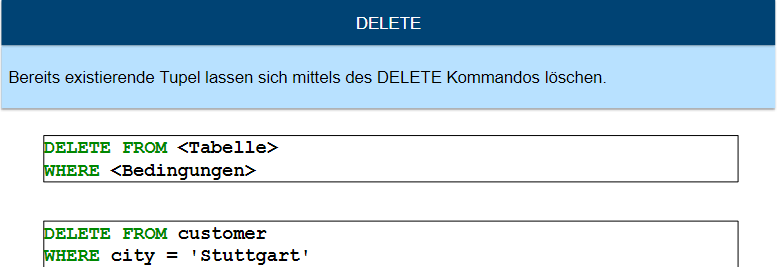 DELETE
Bereits existierende Tupel lassen sich mittels des DELETE Kommandos löschen.
DELETE FROM <Tabelle>
WHERE <Bedingungen>
DELETE FROM customer
WHERE city = 'Stuttgart'